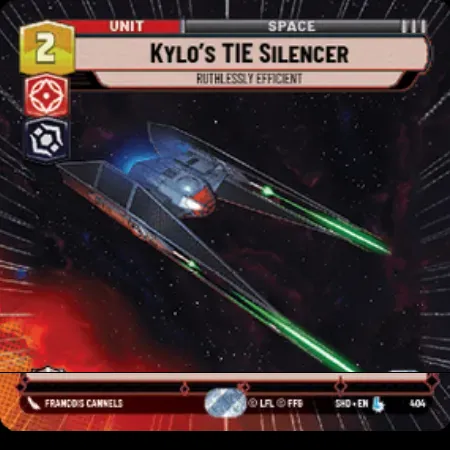 UNIT SPACE
2
KYLO'S TIE SILENCER
RUTHLESSLY EFFICIENT
FRANCOIS CANNELS © LFL © FFG SHD • EN 404